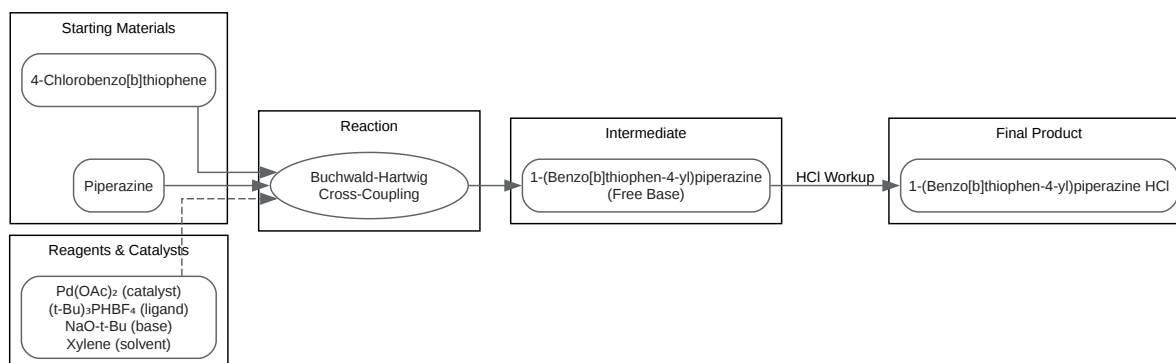 Starting Materials
4-Chlorobenzo[b]thiophene
Piperazine
Reagents & Catalysts
Pd(OAc)₂ (catalyst)
(t-Bu)₃PHBF₄ (ligand)
NaO-t-Bu (base)
Xylene (solvent)
Reaction
Buchwald-Hartwig
Cross-Coupling
Intermediate
1-(Benzo[b]thiophen-4-yl)piperazine
(Free Base)
HCl Workup
Final Product
1-(Benzo[b]thiophen-4-yl)piperazine HCl